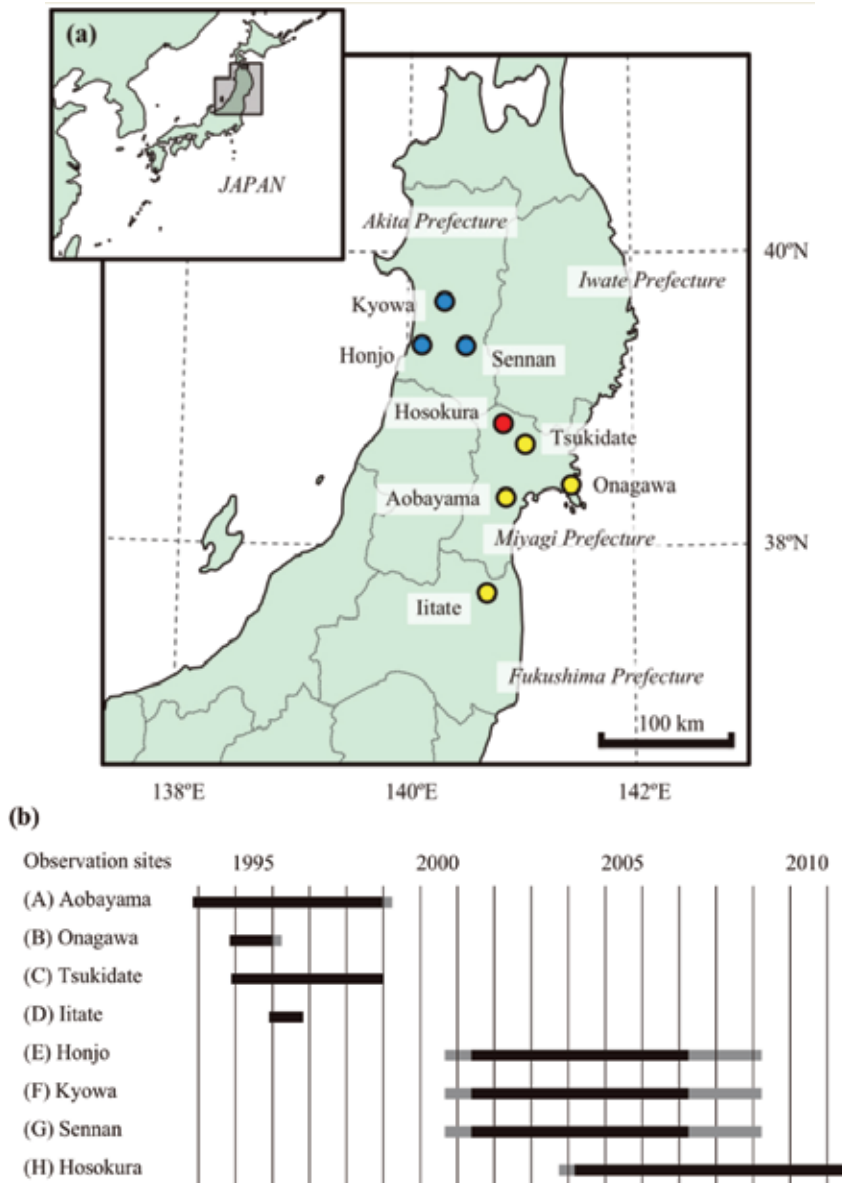 (a)
JAPAN
Akita Prefecture
40ºN
Iwate Prefecture
Kyowa
Honjo
Sennan
Hosokura
Tsukidate
Onagawa
Aobayama
Miyagi Prefecture
38ºN
Iitate
Fukushima Prefecture
100 km
138ºE 140ºE 142ºE
(b)
Observation sites 1995 2000 2005 2010
(A) Aobayama
(B) Onagawa
(C) Tsukidate
(D) Iitate
(E) Honjo
(F) Kyowa
(G) Sennan
(H) Hosokura